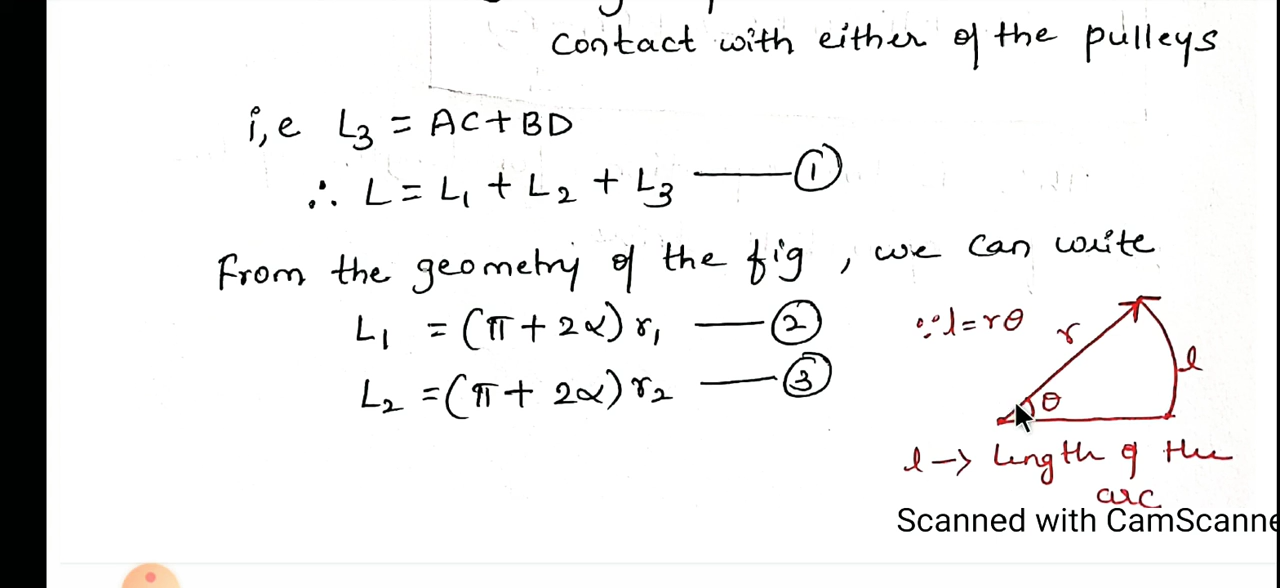 contact with either of the pulleys
i,e L₃ = AC+BD
∴ L = L₁ + L₂ + L₃ —— ①
From the geometry of the fig , we can write
L₁ = (π + 2α) r₁ —— ②
∵ l = rθ
r
l
θ
L₂ = (π + 2α) r₂ —— ③
l → length of the
arc
Scanned with CamScanne